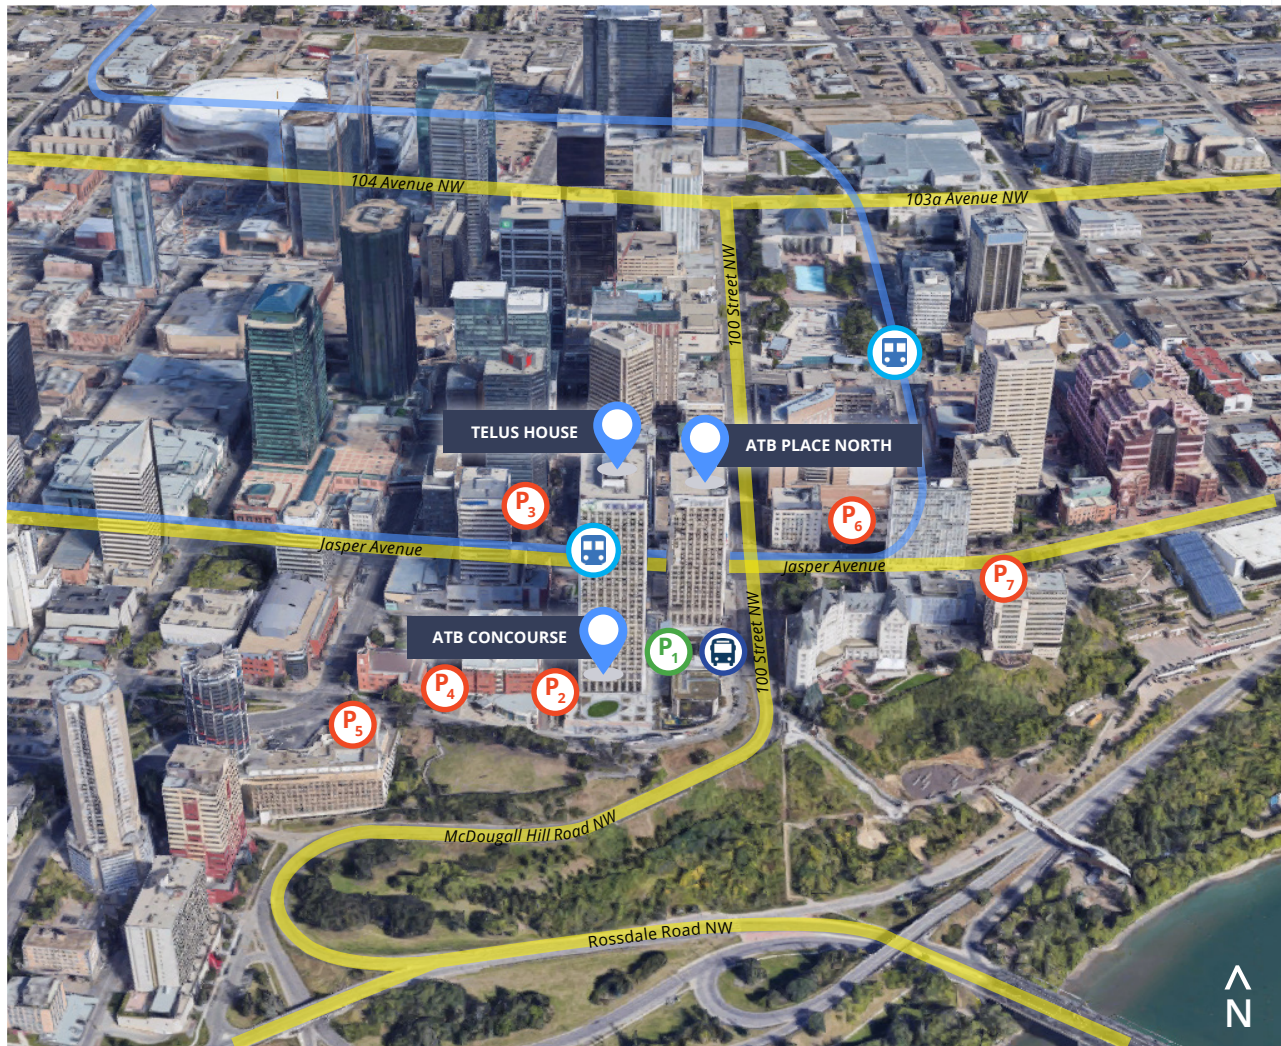 104 Avenue NW
103a Avenue NW
100 Street NW
TELUS HOUSE
ATB PLACE NORTH
P3
P6
Jasper Avenue
Jasper Avenue
P7
100 Street NW
ATB CONCOURSE
P1
P4
P2
P5
McDougall Hill Road NW
Rossdale Road NW
N